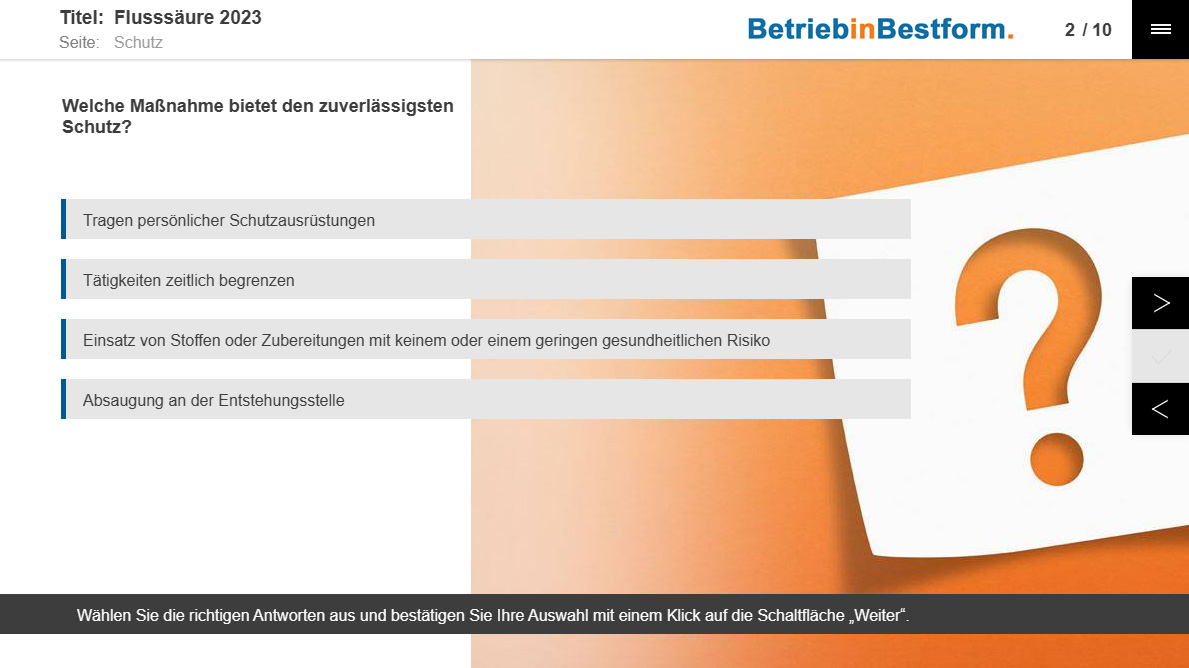 Titel: Flusssäure 2023
Seite: Schutz
BetriebinBestform.
2 / 10
Welche Maßnahme bietet den zuverlässigsten
Schutz?
Tragen persönlicher Schutzausrüstungen
Tätigkeiten zeitlich begrenzen
Einsatz von Stoffen oder Zubereitungen mit keinem oder einem geringen gesundheitlichen Risiko
Absaugung an der Entstehungsstelle
?
Wählen Sie die richtigen Antworten aus und bestätigen Sie Ihre Auswahl mit einem Klick auf die Schaltfläche „Weiter“.